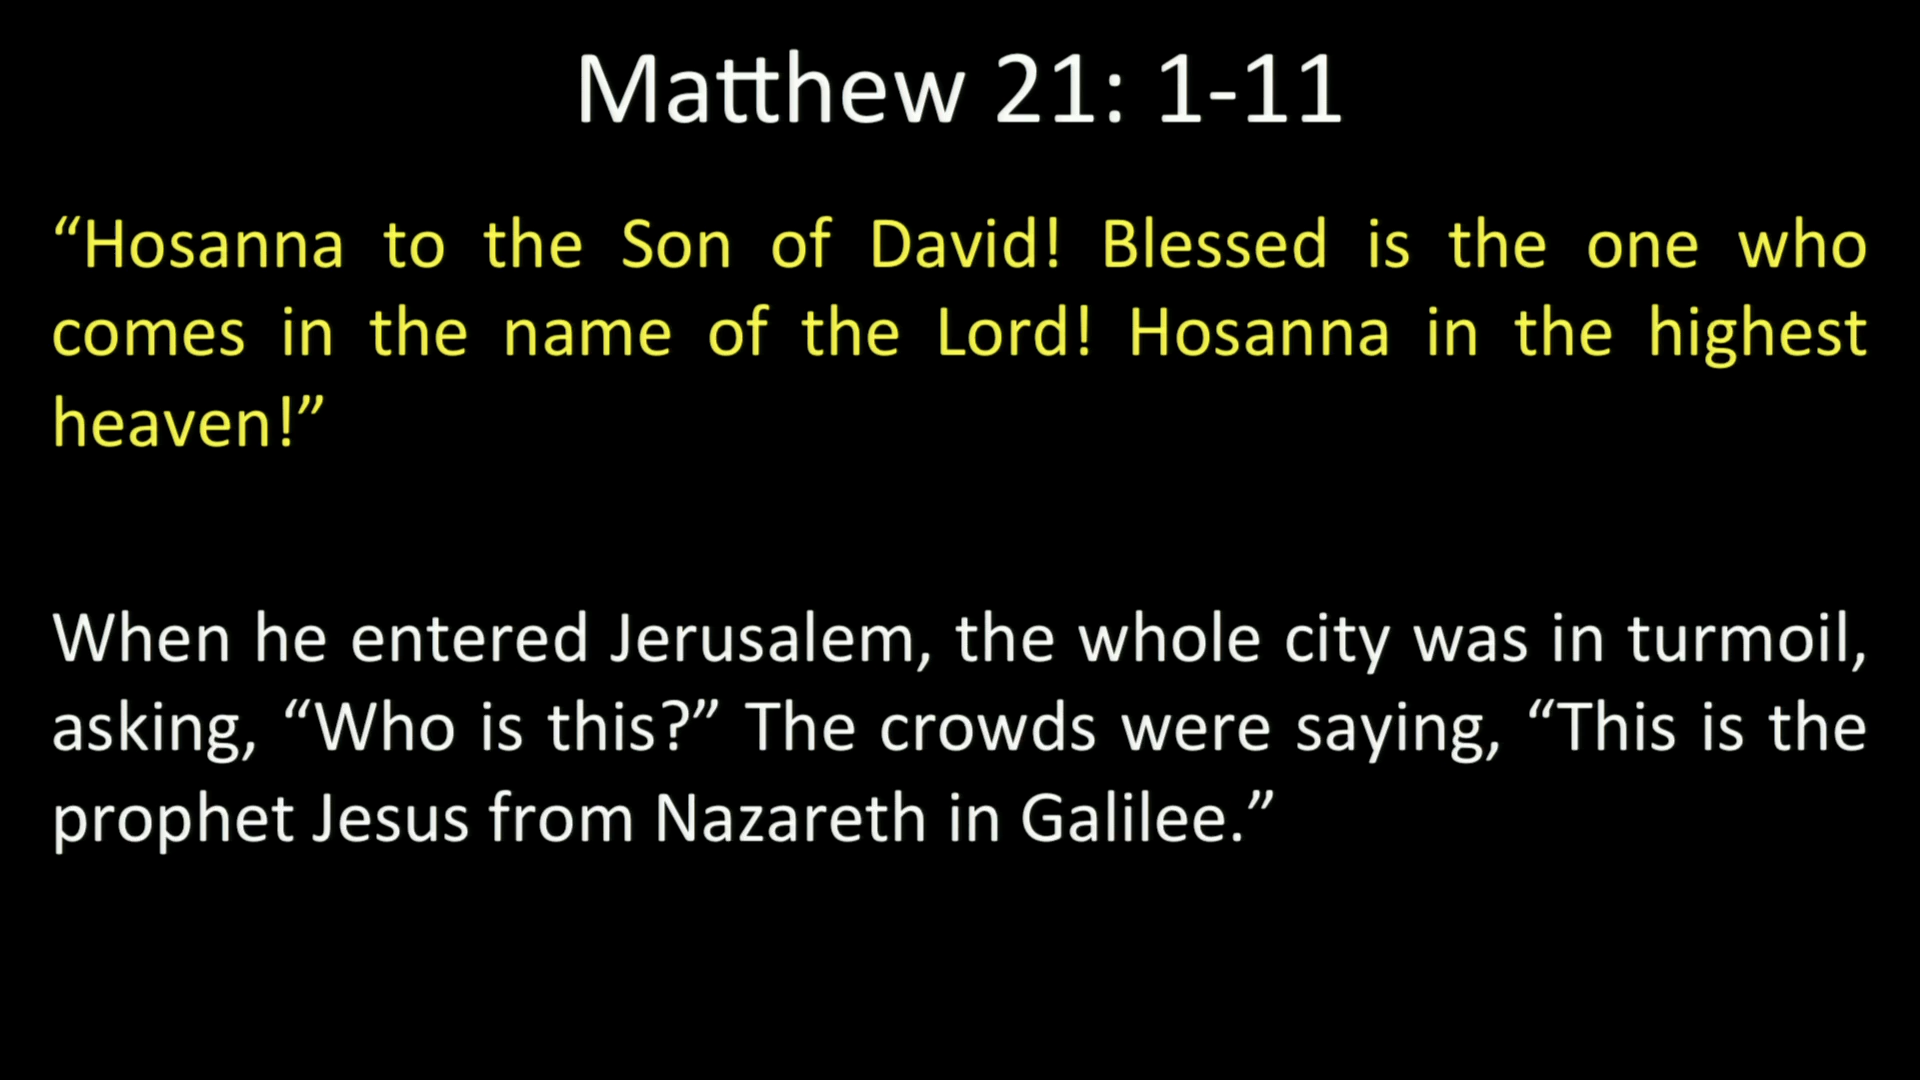 Matthew 21: 1-11
“Hosanna to the Son of David! Blessed is the one who
comes in the name of the Lord! Hosanna in the highest
heaven!”
When he entered Jerusalem, the whole city was in turmoil,
asking, “Who is this?” The crowds were saying, “This is the
prophet Jesus from Nazareth in Galilee.”